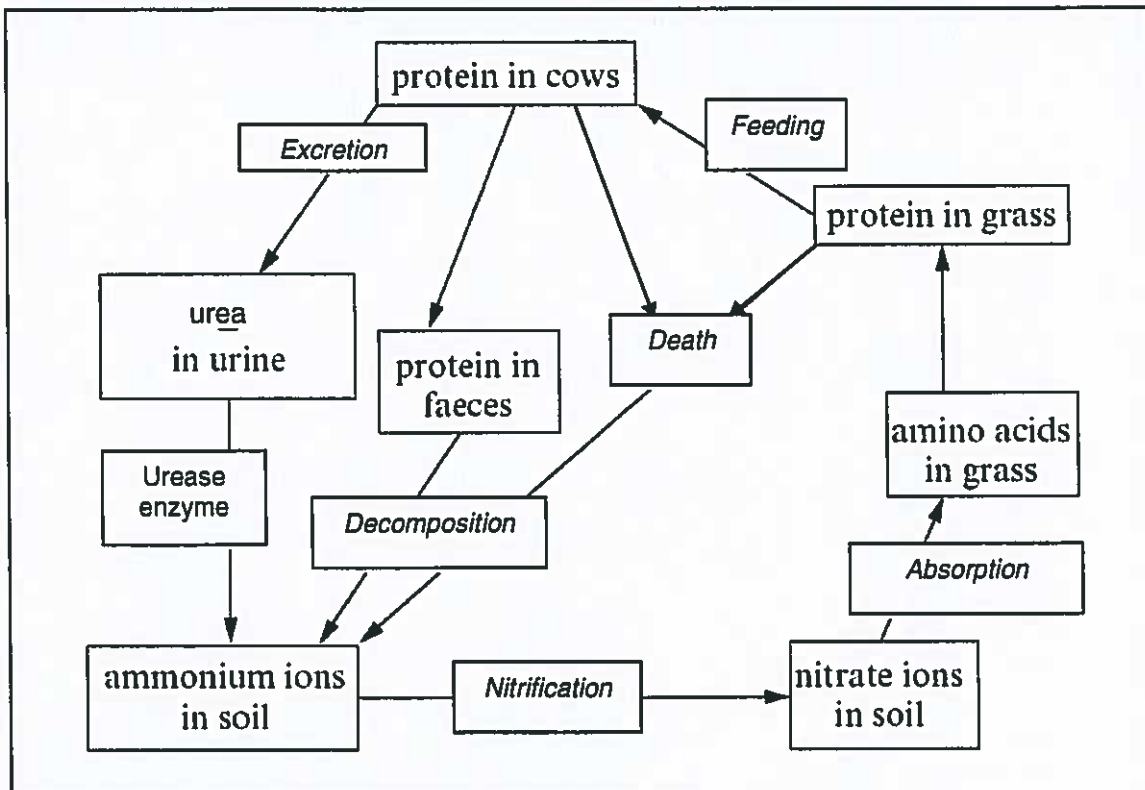 protein in cows
Excretion
Feeding
protein in grass
urea
in urine
protein in
faeces
Death
amino acids
in grass
Urease
enzyme
Decomposition
Absorption
ammonium ions
in soil
Nitrification
nitrate ions
in soil